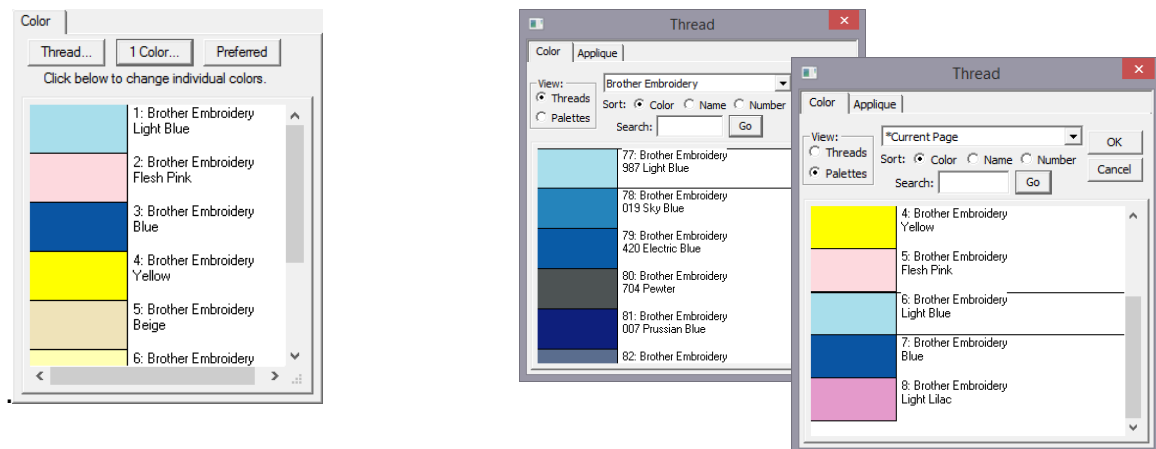 Color
Thread...
1 Color...
Preferred
Click below to change individual colors.
1: Brother Embroidery
Light Blue
2: Brother Embroidery
Flesh Pink
3: Brother Embroidery
Blue
4: Brother Embroidery
Yellow
5: Brother Embroidery
Beige
6: Brother Embroidery
.
Thread
Color Applique
View:
Threads
Palettes
Brother Embroidery
Sort: Color Name Number
Search: Go
77: Brother Embroidery
987 Light Blue
78: Brother Embroidery
019 Sky Blue
79: Brother Embroidery
420 Electric Blue
80: Brother Embroidery
704 Pewter
81: Brother Embroidery
007 Prussian Blue
82: Brother Embroidery
Thread
Color Applique
View:
Threads
Palettes
*Current Page
Sort: Color Name Number
Search: Go
OK
Cancel
4: Brother Embroidery
Yellow
5: Brother Embroidery
Flesh Pink
6: Brother Embroidery
Light Blue
7: Brother Embroidery
Blue
8: Brother Embroidery
Light Lilac